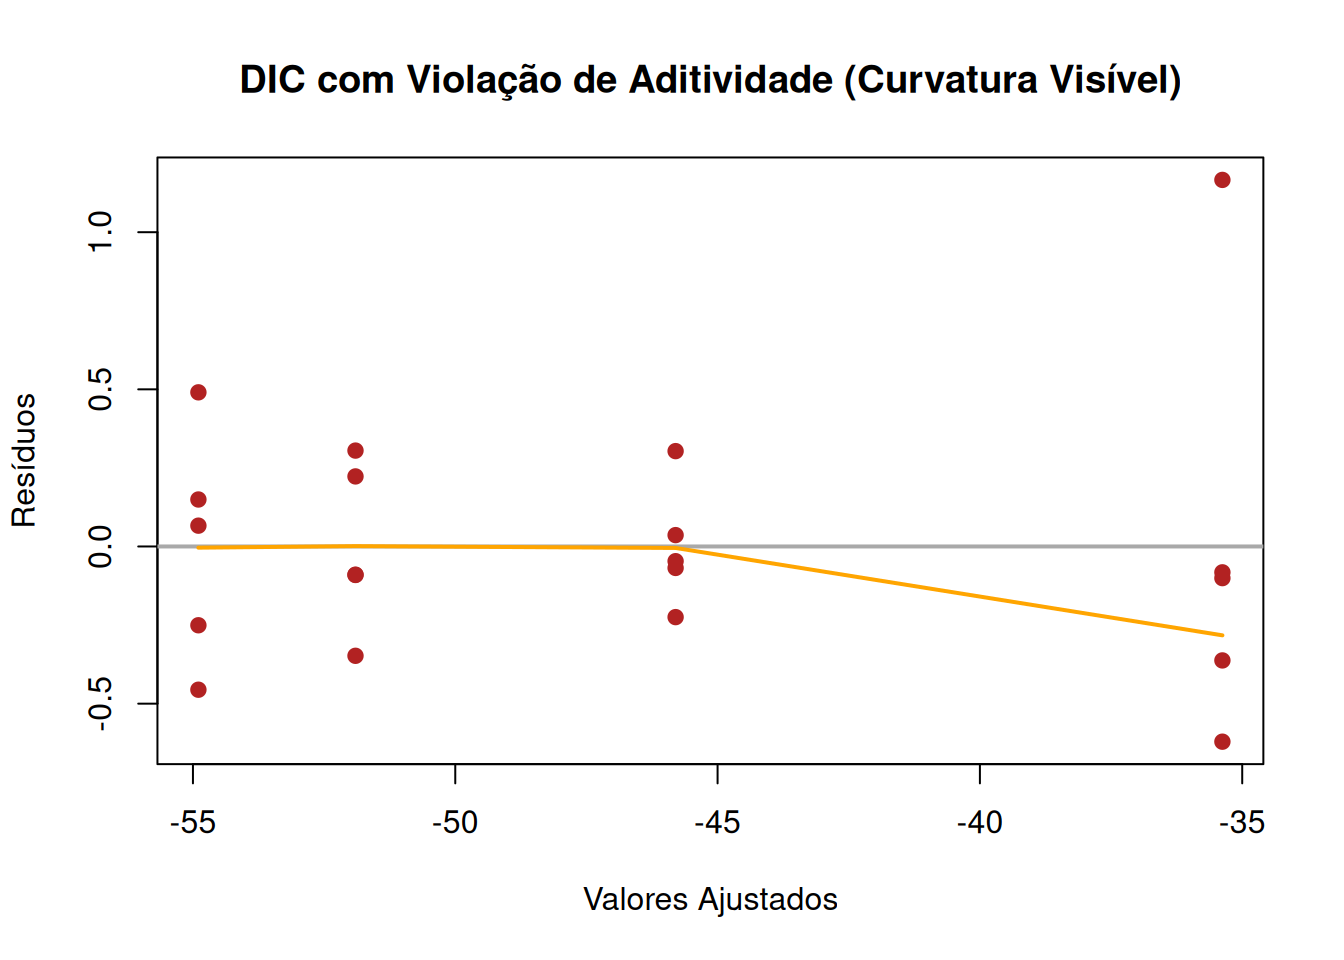 DIC com Violação de Aditividade (Curvatura Visível)
1.0
0.5
0.0
-0.5
Resíduos
-55 -50 -45 -40 -35
Valores Ajustados